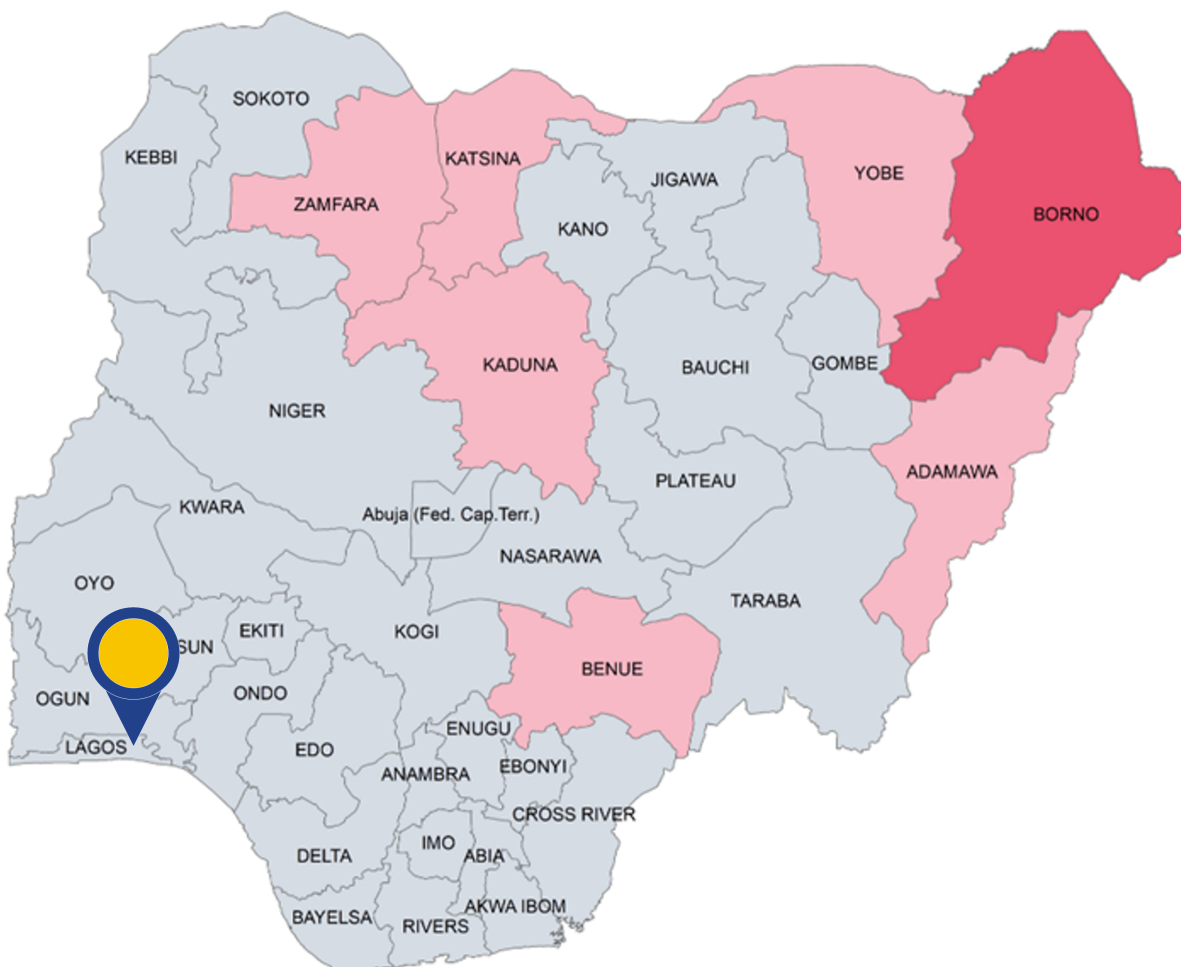 SOKOTO
KEBBI
KATSINA
ZAMFARA
JIGAWA
YOBE
KANO
BORNO
KADUNA
BAUCHI
GOMBE
NIGER
ADAMAWA
PLATEAU
KWARA
Abuja (Fed. Cap.Terr.)
NASARAWA
OYO
TARABA
EKITI
KOGI
SUN
BENUE
OGUN
ONDO
ENUGU
LAGOS
EDO
EBONYI
ANAMBRA
CROSS RIVER
IMO
ABIA
DELTA
AKWA IBOM
BAYELSA
RIVERS